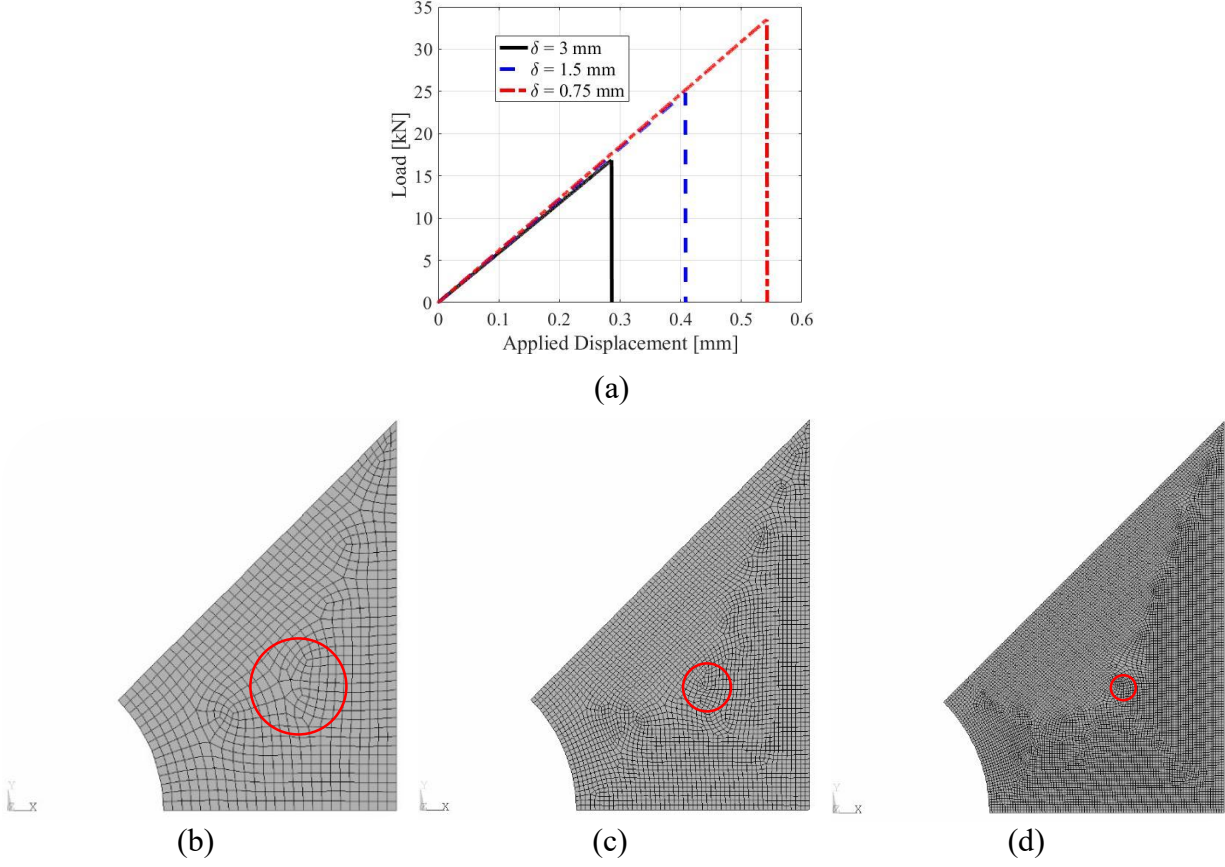 35
30
25
20
15
10
5
0
Load [kN]
δ = 3 mm
δ = 1.5 mm
δ = 0.75 mm
0 0.1 0.2 0.3 0.4 0.5 0.6
Applied Displacement [mm]
(a)
Y
X
Y
X
Y
X
(b) (c) (d)